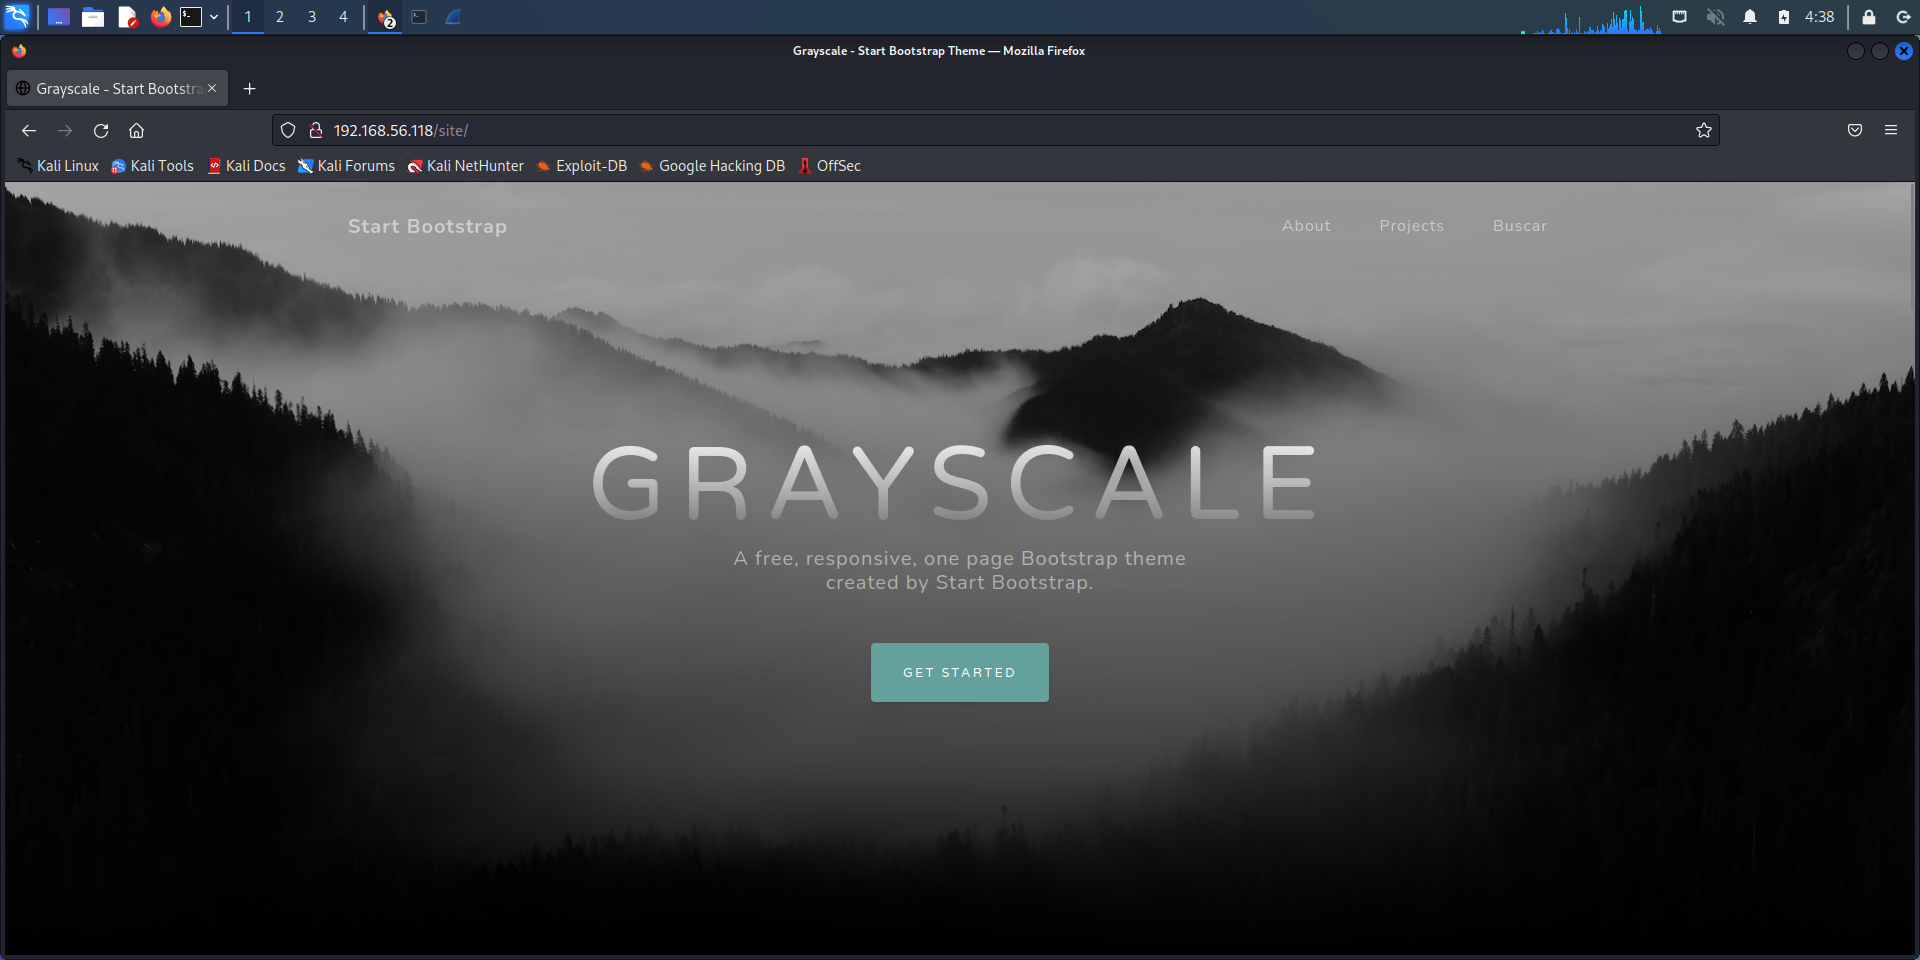 1 2 3 4 2 4:38
Grayscale - Start Bootstrap Theme — Mozilla Firefox
Grayscale - Start Bootstra
192.168.56.118/site/
Kali Linux Kali Tools Kali Docs Kali Forums Kali NetHunter Exploit-DB Google Hacking DB OffSec
Start Bootstrap About Projects Buscar
GRAYSCALE
A free, responsive, one page Bootstrap theme
created by Start Bootstrap.
GET STARTED